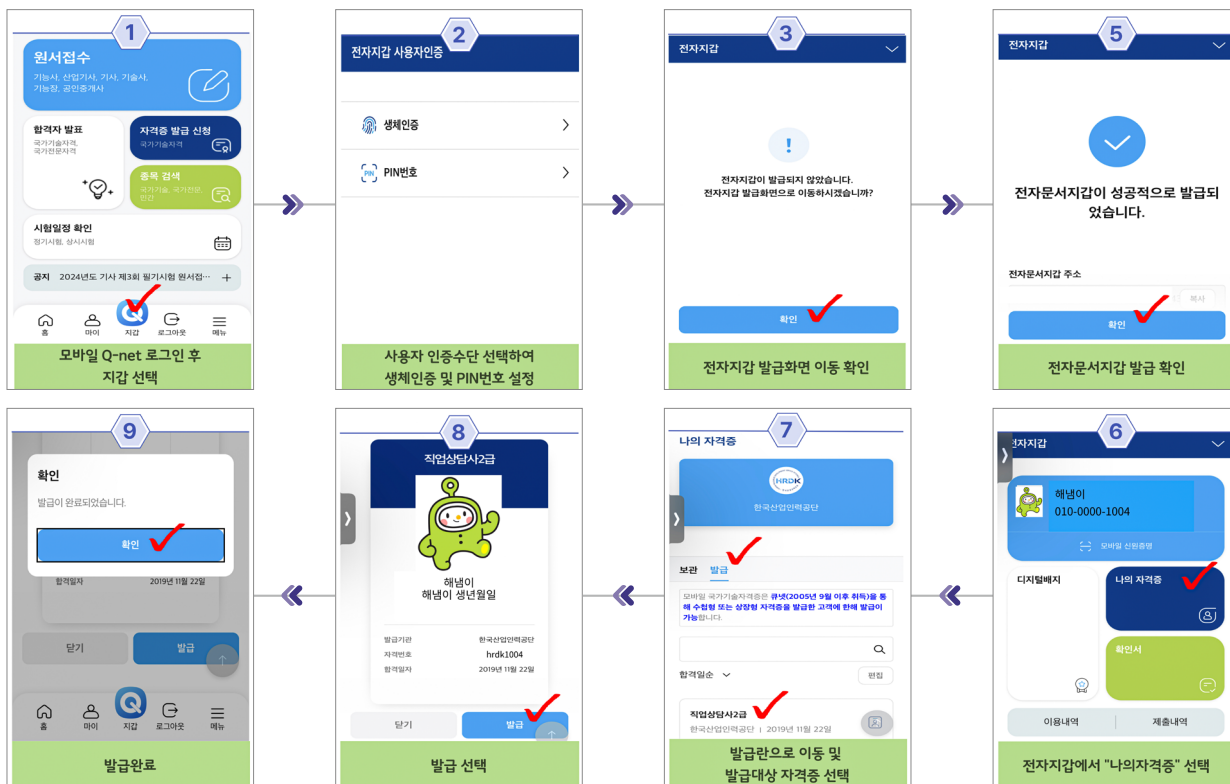 1
원서접수
기능사, 산업기사, 기사, 기술사,
기능장, 공인중개사
합격자 발표
국가기술자격,
국가전문자격
자격증 발급 신청
국가기술자격
종목 검색
국가기술, 국가전문,
민간
시험일정 확인
정기시험, 상시시험
공지 2024년도 기사 제3회 필기시험 원서접… +
홈 마이 지갑 로그아웃 메뉴
모바일 Q-net 로그인 후
지갑 선택
2
전자지갑 사용자인증
생체인증
PIN PIN번호
사용자 인증수단 선택하여
생체인증 및 PIN번호 설정
3
전자지갑
!
전자지갑이 발급되지 않았습니다.
전자지갑 발급화면으로 이동하시겠니까?
확인
전자지갑 발급화면 이동 확인
5
전자지갑
전자문서지갑이 성공적으로 발급되
었습니다.
전자문서지갑 주소
복사
확인
전자문서지갑 발급 확인
6
전자지갑
해냄이
010-0000-1004
모바일 신원증명
디지털배지
나의 자격증
확인서
이용내역 제출내역
전자지갑에서 "나의자격증" 선택
7
나의 자격증
HRDK
한국산업인력공단
보관 발급
모바일 국가기술자격증은 큐넷(2005년 9월 이후 취득)을 통
해 수첩형 또는 상장형 자격증을 발급한 고객에 한해 발급이
가능합니다.
합격일순
편집
직업상담사2급
한국산업인력공단 | 2019년 11월 22일
발급란으로 이동 및
발급대상 자격증 선택
8
직업상담사2급
해냄이
해냄이 생년월일
발급기관 한국산업인력공단
자격번호 hrdk1004
합격일자 2019년 11월 22일
닫기 발급
발급 선택
9
확인
발급이 완료되었습니다.
확인
합격일자 2019년 11월 22일
닫기 발급
홈 마이 지갑 로그아웃 메뉴
발급완료